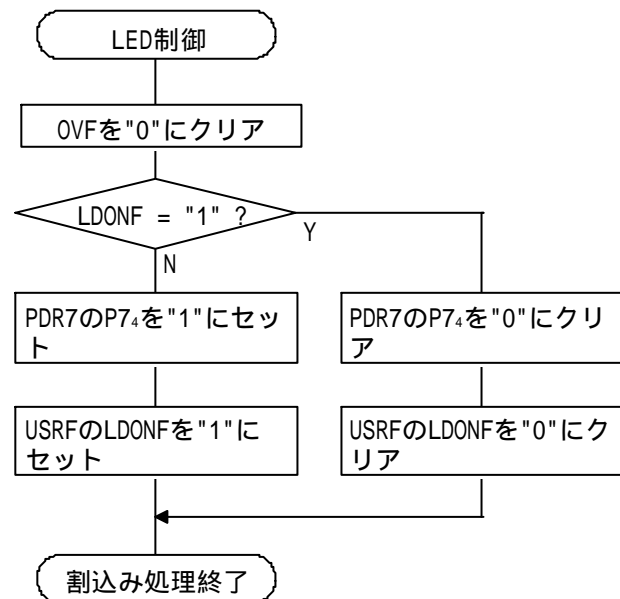 LED制御
OVFを"0"にクリア
LDONF = "1" ?
Y
N
PDR7のP7₄を"1"にセッ
ト
PDR7のP7₄を"0"にクリ
ア
USRFのLDONFを"1"に
セット
USRFのLDONFを"0"にク
リア
割込み処理終了